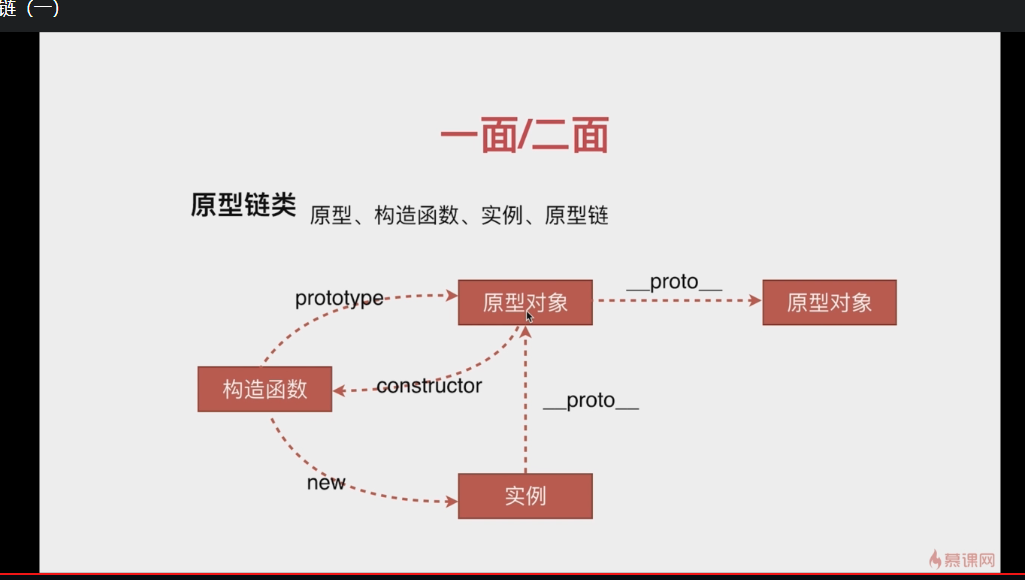 链（一）
一面/二面
原型链类 原型、构造函数、实例、原型链
prototype
原型对象
__proto__
原型对象
构造函数
constructor
__proto__
new
实例
慕课网